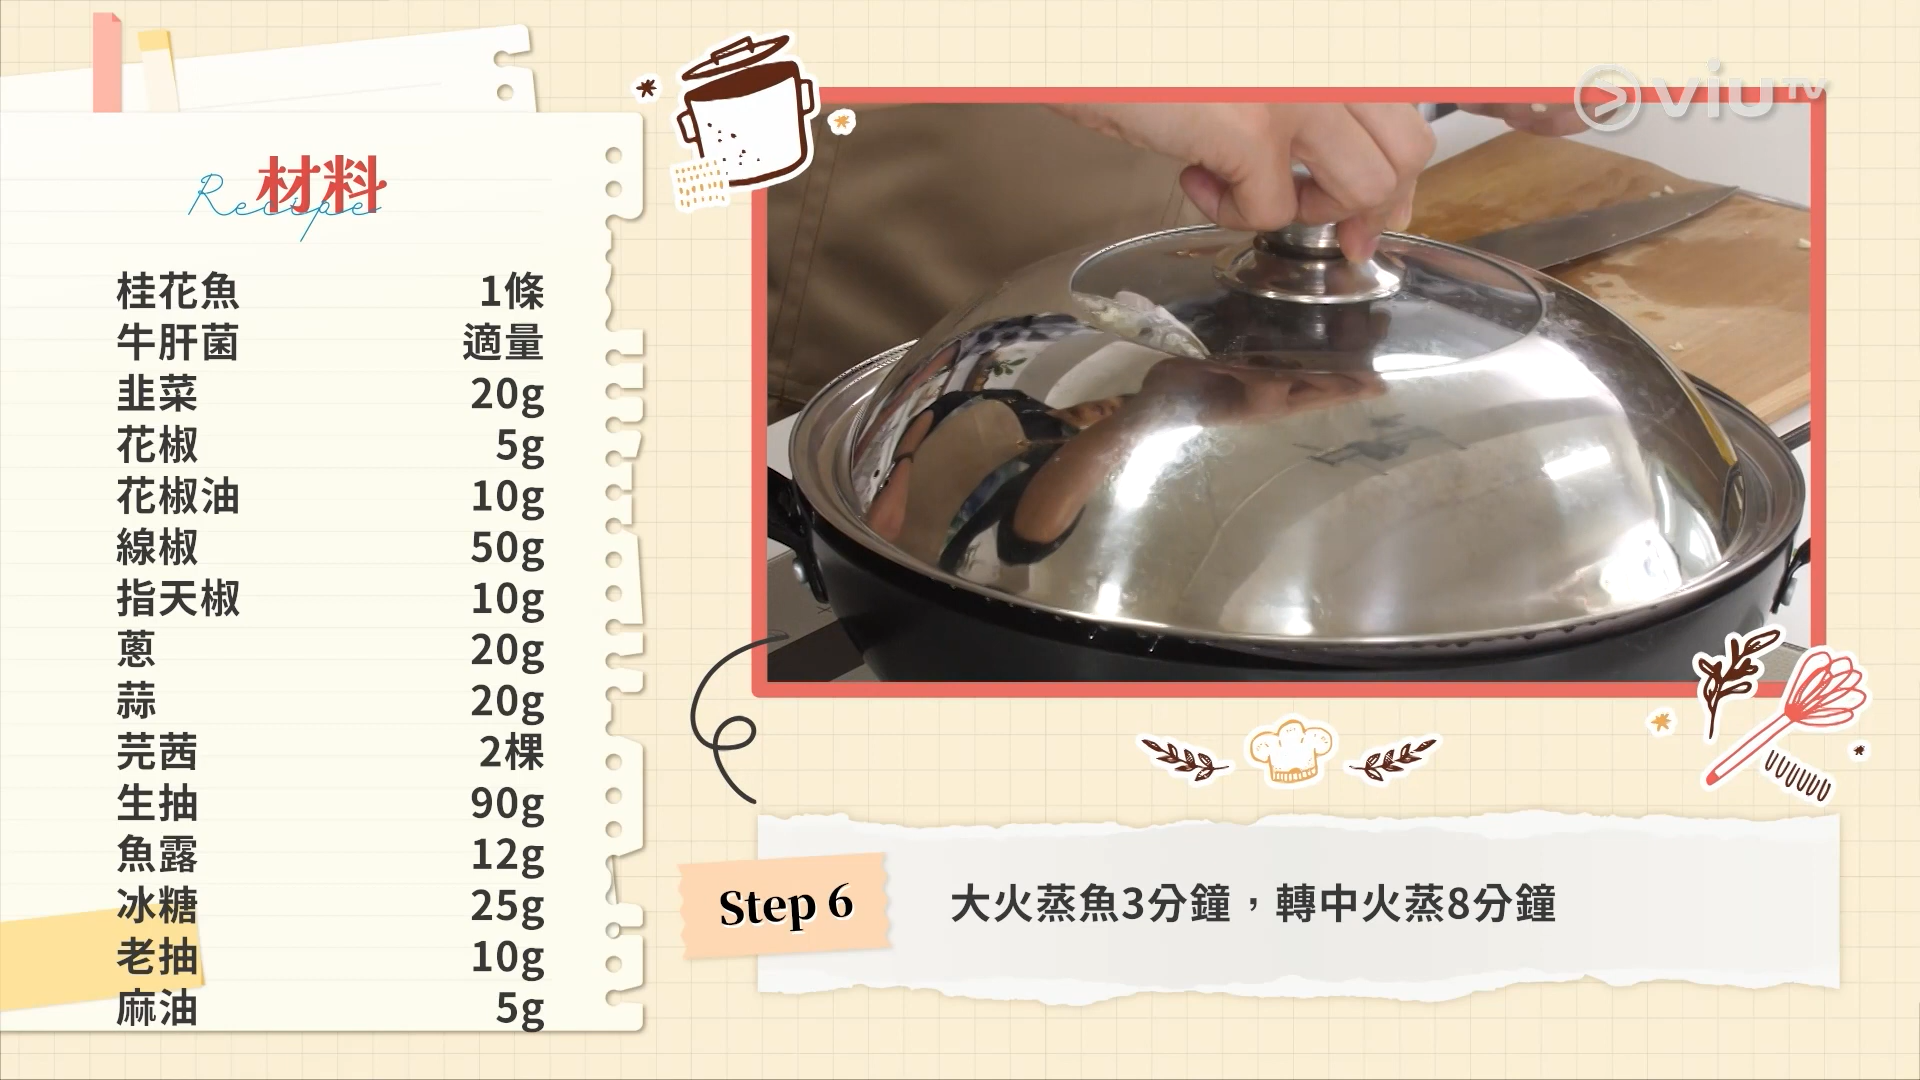 材料
Recipe
桂花魚 1條
牛肝菌 適量
韭菜 20g
花椒 5g
花椒油 10g
線椒 50g
指天椒 10g
蔥 20g
蒜 20g
芫茜 2棵
生抽 90g
魚露 12g
冰糖 25g
老抽 10g
麻油 5g
viuTV
Step 6
大火蒸魚3分鐘，轉中火蒸8分鐘